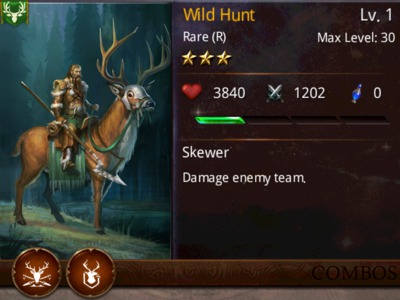 Wild Hunt Lv. 1
Rare (R) Max Level: 30
3840 1202 0
Skewer
Damage enemy team.
COMBOS